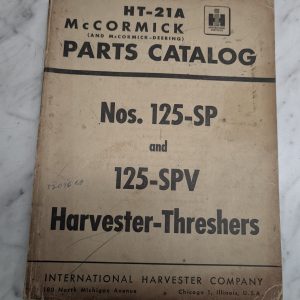 HT-21A
McCORMICK
(AND McCORMICK-DEERING)
PARTS CATALOG
Nos. 125-SP
and
125-SPV
Harvester-Threshers
INTERNATIONAL HARVESTER COMPANY
180 North Michigan Avenue Chicago 1, Illinois, U.S.A.